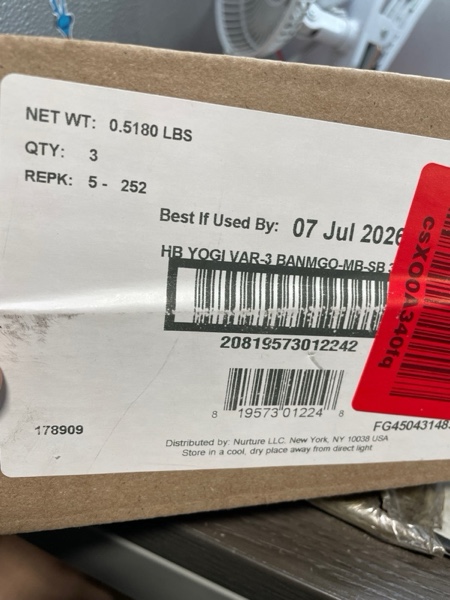 NET WT: 0.5180 LBS
QTY: 3
REPK: 5 - 252
Best If Used By: 07 Jul 2026
HB YOGI VAR-3 BANMGO-MB-SB
20819573012242
8 19573 01224 8
178909
FG45043148
Distributed by: Nurture LLC. New York, NY 10038 USA
Store in a cool, dry place away from direct light
csX00A340Iq